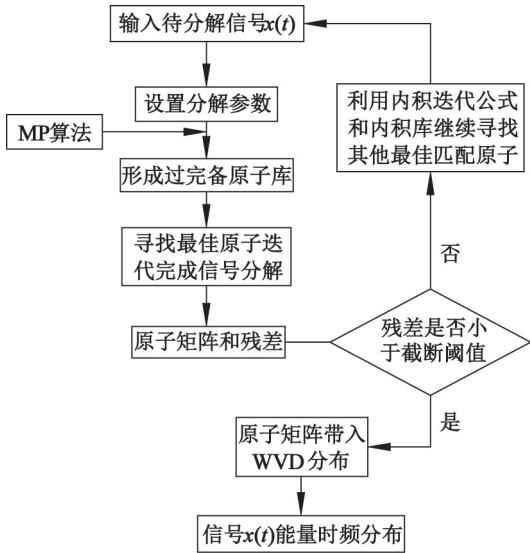 输入待分解信号x(t)
设置分解参数
MP算法
形成过完备原子库
寻找最佳原子迭
代完成信号分解
原子矩阵和残差
利用内积迭代公式
和内积库继续寻找
其他最佳匹配原子
否
残差是否小
于截断阈值
是
原子矩阵带入
WVD分布
信号x(t)能量时频分布